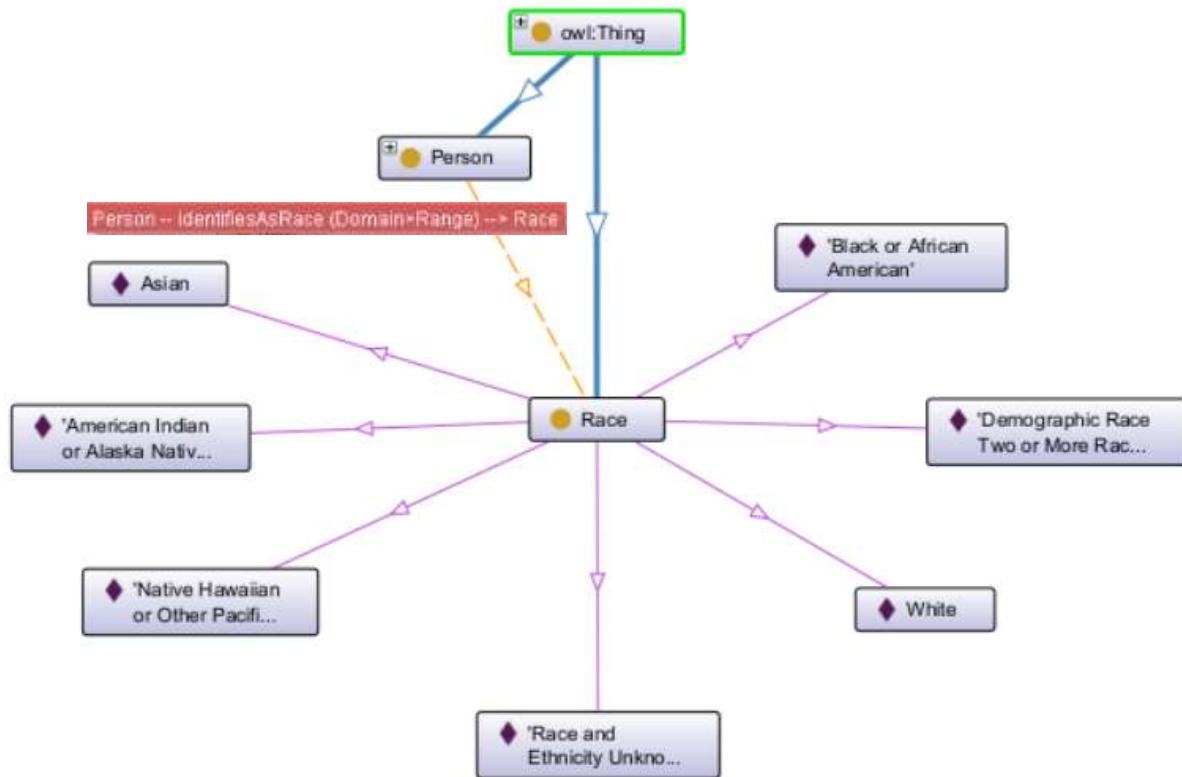 owl:Thing
Person
Person -- identifiesAsRace (Domain>Range) --> Race
'Black or African
American'
Asian
Race
'American Indian
or Alaska Nativ...
'Demographic Race
Two or More Rac...
'Native Hawaiian
or Other Pacifi...
White
'Race and
Ethnicity Unkno...